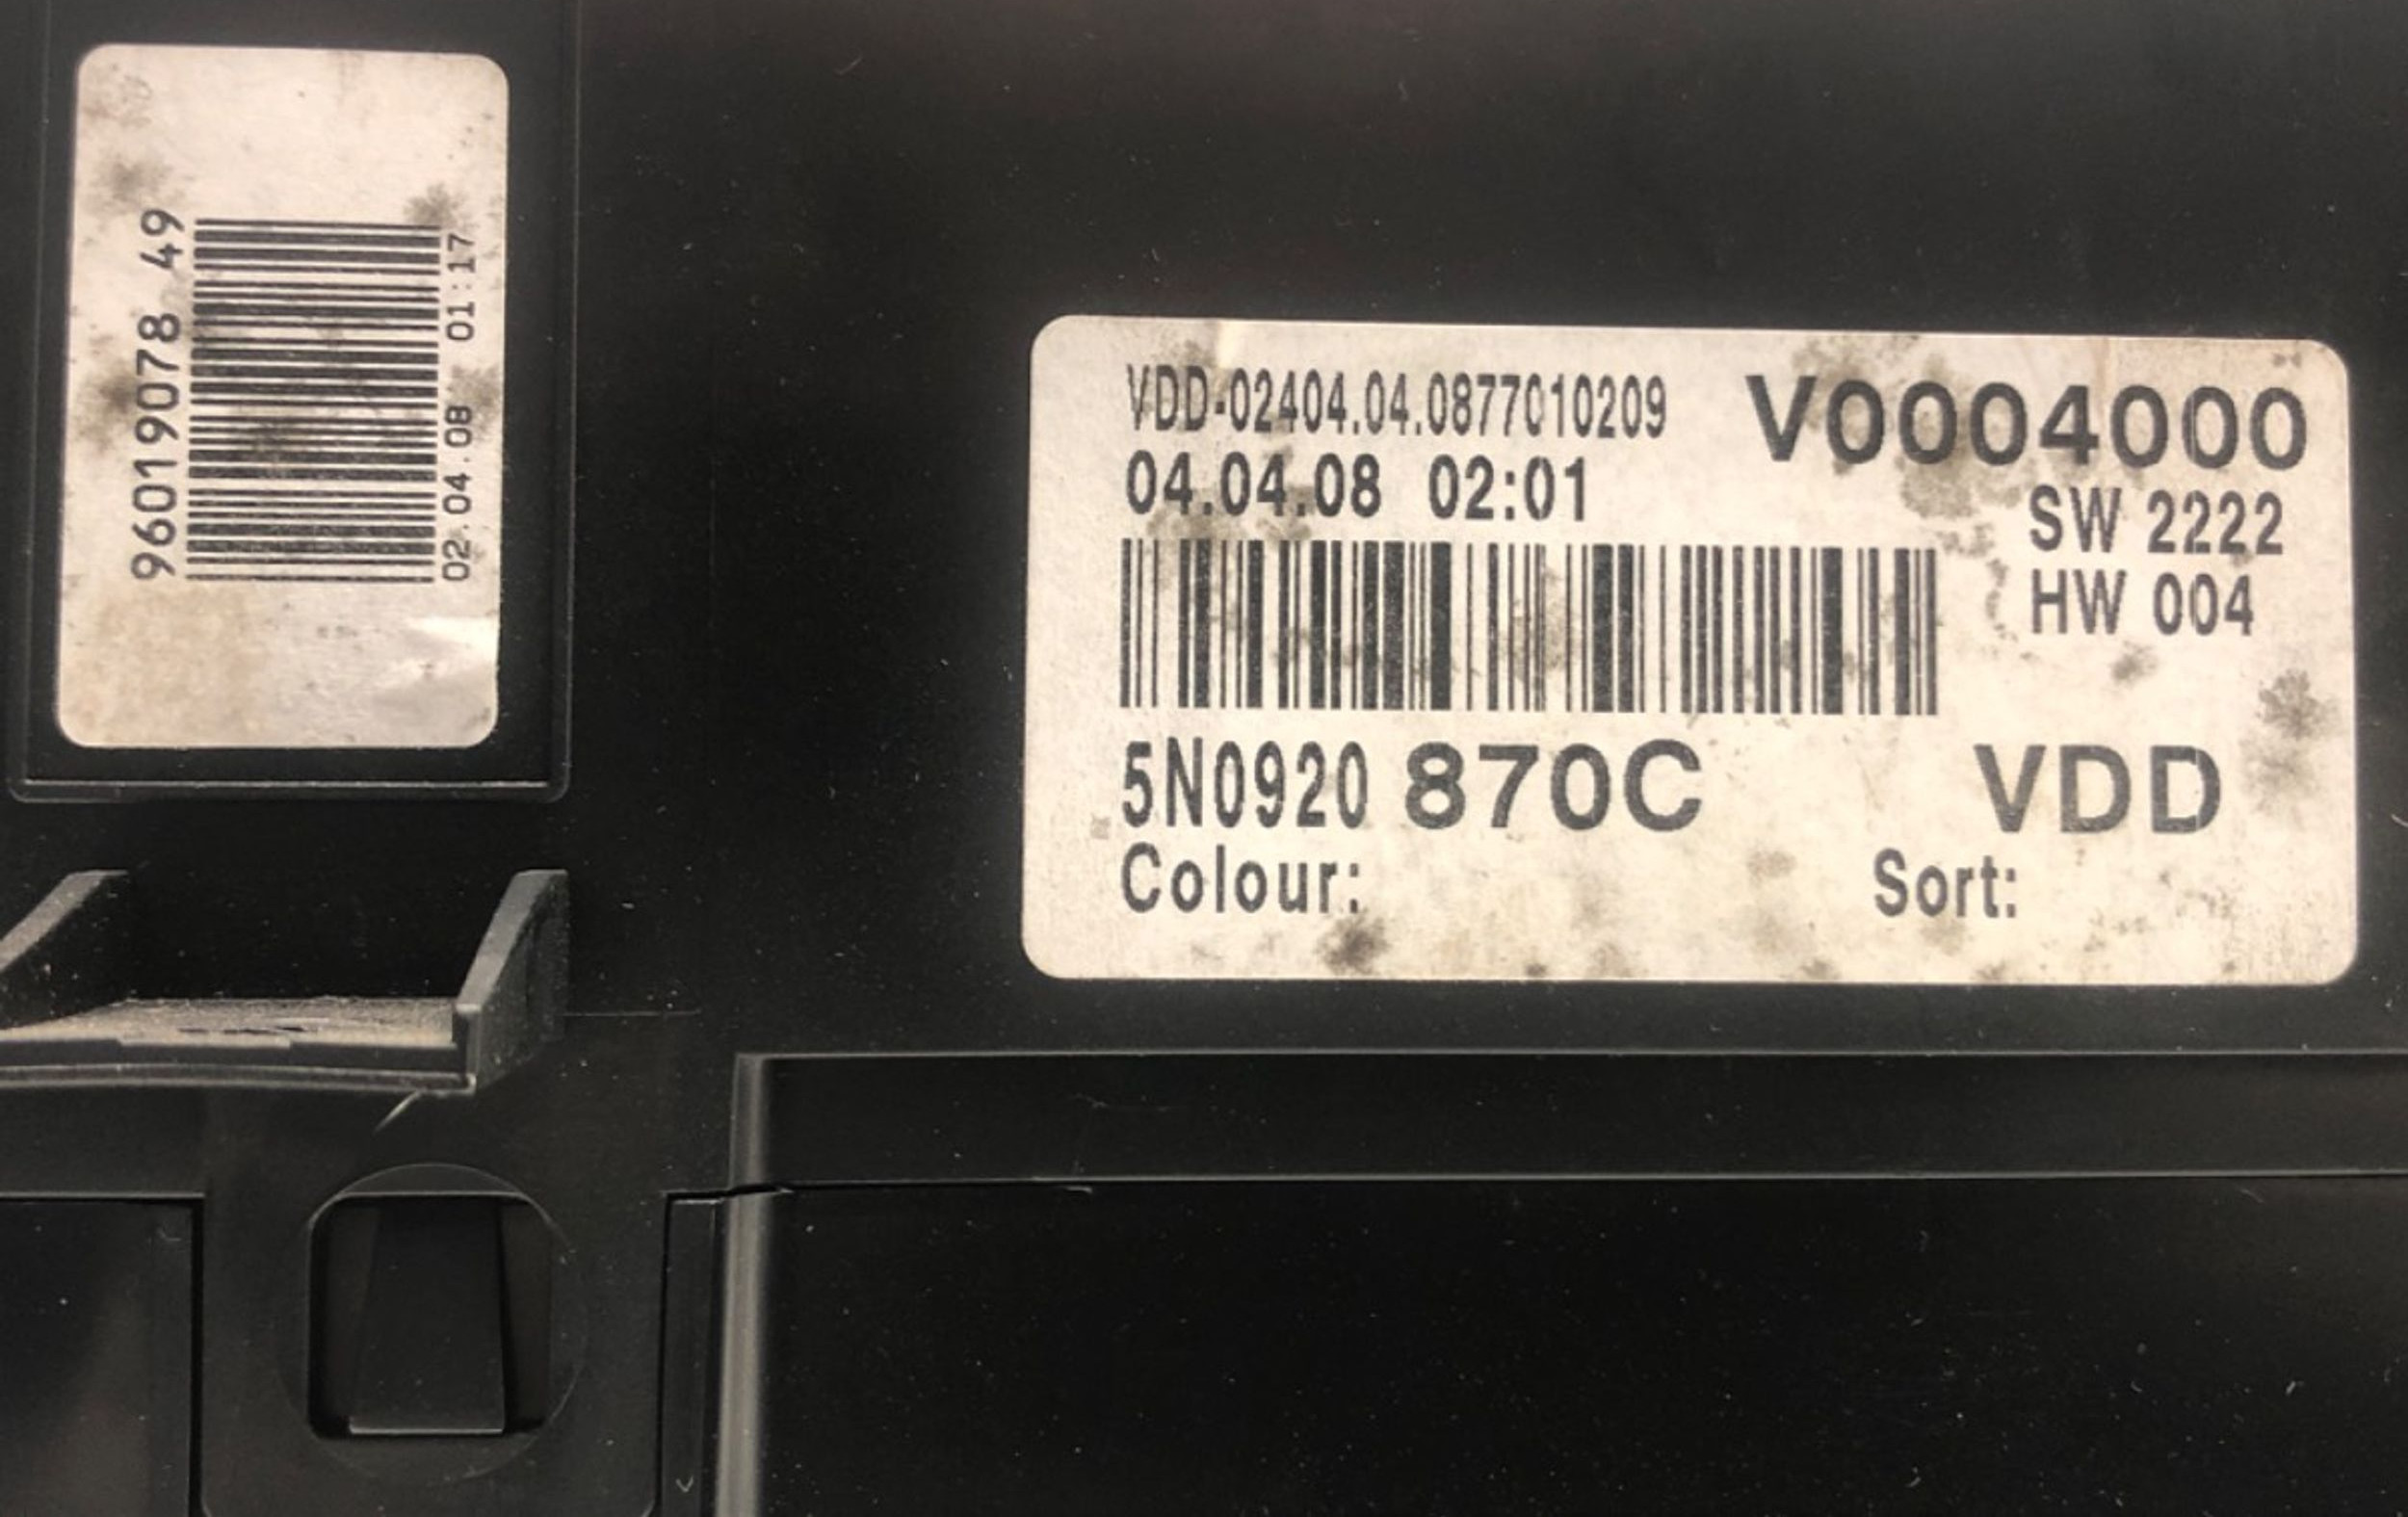 96019078 49
02.04.08 01:17
VDD-02404.04.0877010209 V0004000
04.04.08 02:01
SW 2222
HW 004
5N0920 870C VDD
Colour: Sort: